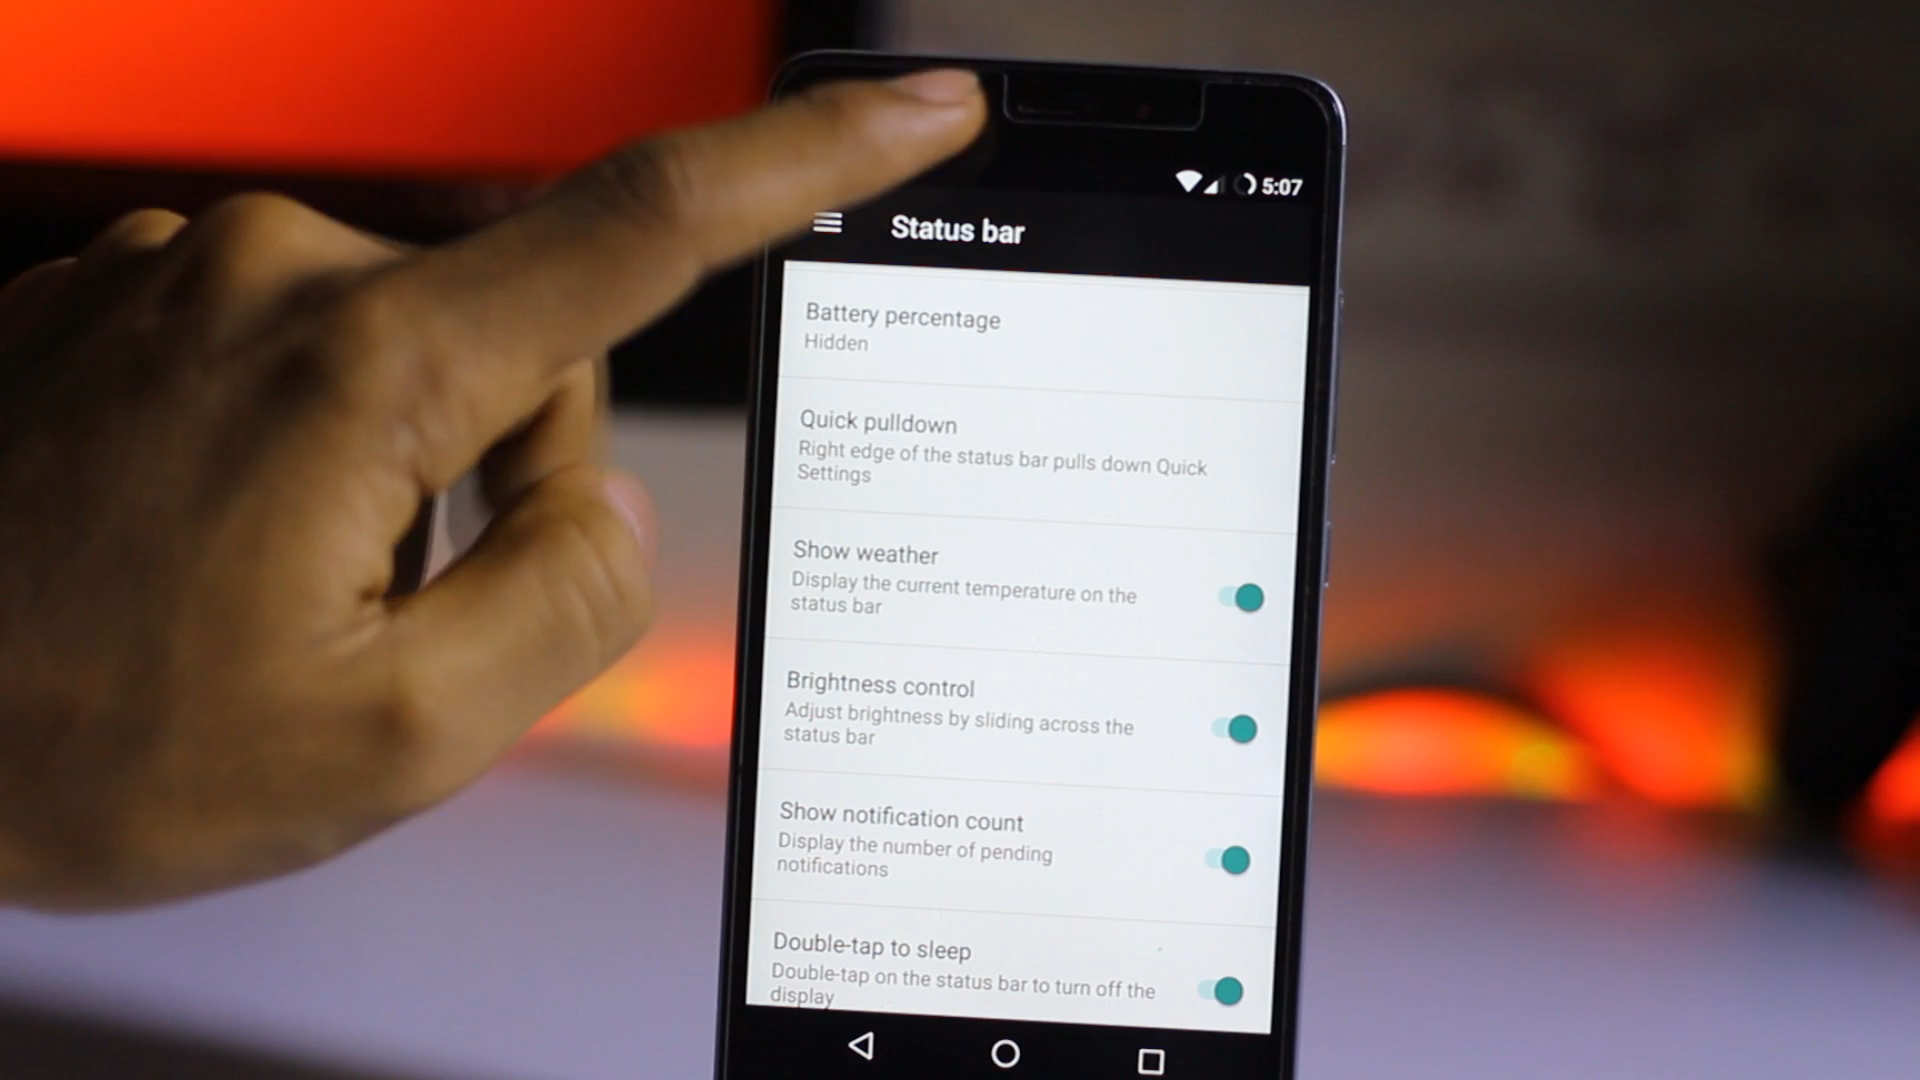 5:07
Status bar
Battery percentage
Hidden
Quick pulldown
Right edge of the status bar pulls down Quick
Settings
Show weather
Display the current temperature on the
status bar
Brightness control
Adjust brightness by sliding across the
status bar
Show notification count
Display the number of pending
notifications
Double-tap to sleep
Double-tap on the status bar to turn off the
display